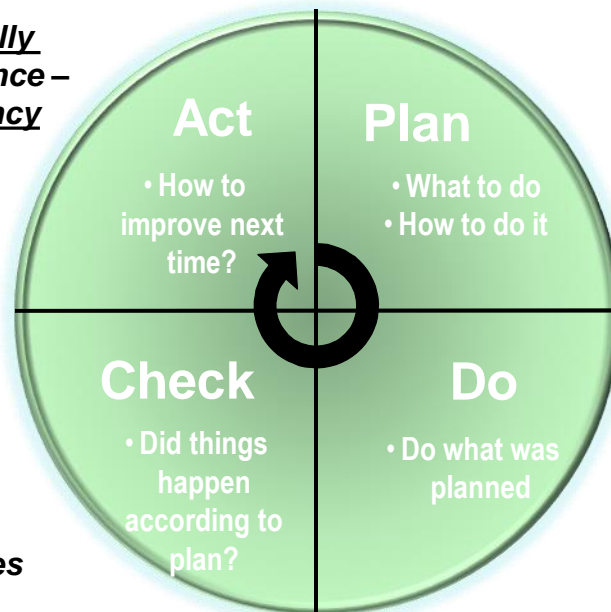 Act
• How to
improve next
time?
Plan
• What to do
• How to do it
Check
• Did things
happen
according to
plan?
Do
• Do what was
planned